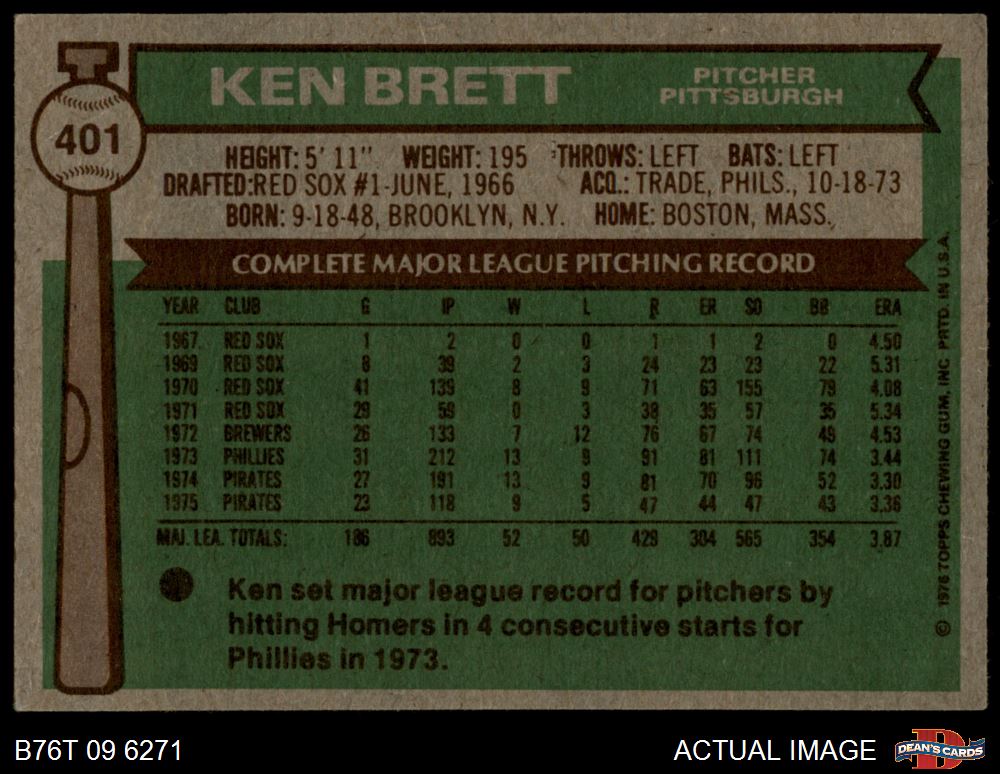 KEN BRETT
PITCHER
PITTSBURGH
401
HEIGHT: 5' 11" WEIGHT: 195 THROWS: LEFT BATS: LEFT
DRAFTED: RED SOX #1-JUNE, 1966 ACQ.: TRADE, PHILS., 10-18-73
BORN: 9-18-48, BROOKLYN, N.Y. HOME: BOSTON, MASS.
COMPLETE MAJOR LEAGUE PITCHING RECORD
YEAR CLUB G IP W L R ER SO BB ERA
1967 RED SOX 1 2 0 0 1 1 2 0 4.50
1969 RED SOX 8 39 2 3 24 23 23 22 5.31
1970 RED SOX 41 139 8 9 71 63 155 79 4.08
1971 RED SOX 29 59 0 3 38 35 57 35 5.34
1972 BREWERS 26 133 7 12 76 67 74 49 4.53
1973 PHILLIES 31 212 13 9 91 81 111 74 3.44
1974 PIRATES 27 191 13 9 81 70 96 52 3.30
1975 PIRATES 23 118 9 5 47 44 47 43 3.36
MAJ. LEA. TOTALS: 186 893 52 50 429 384 565 354 3.87
Ken set major league record for pitchers by
hitting Homers in 4 consecutive starts for
Phillies in 1973.
© 1976 TOPPS CHEWING GUM, INC. PRTD. IN U.S.A.
B76T 09 6271
ACTUAL IMAGE
DEAN'S CARDS